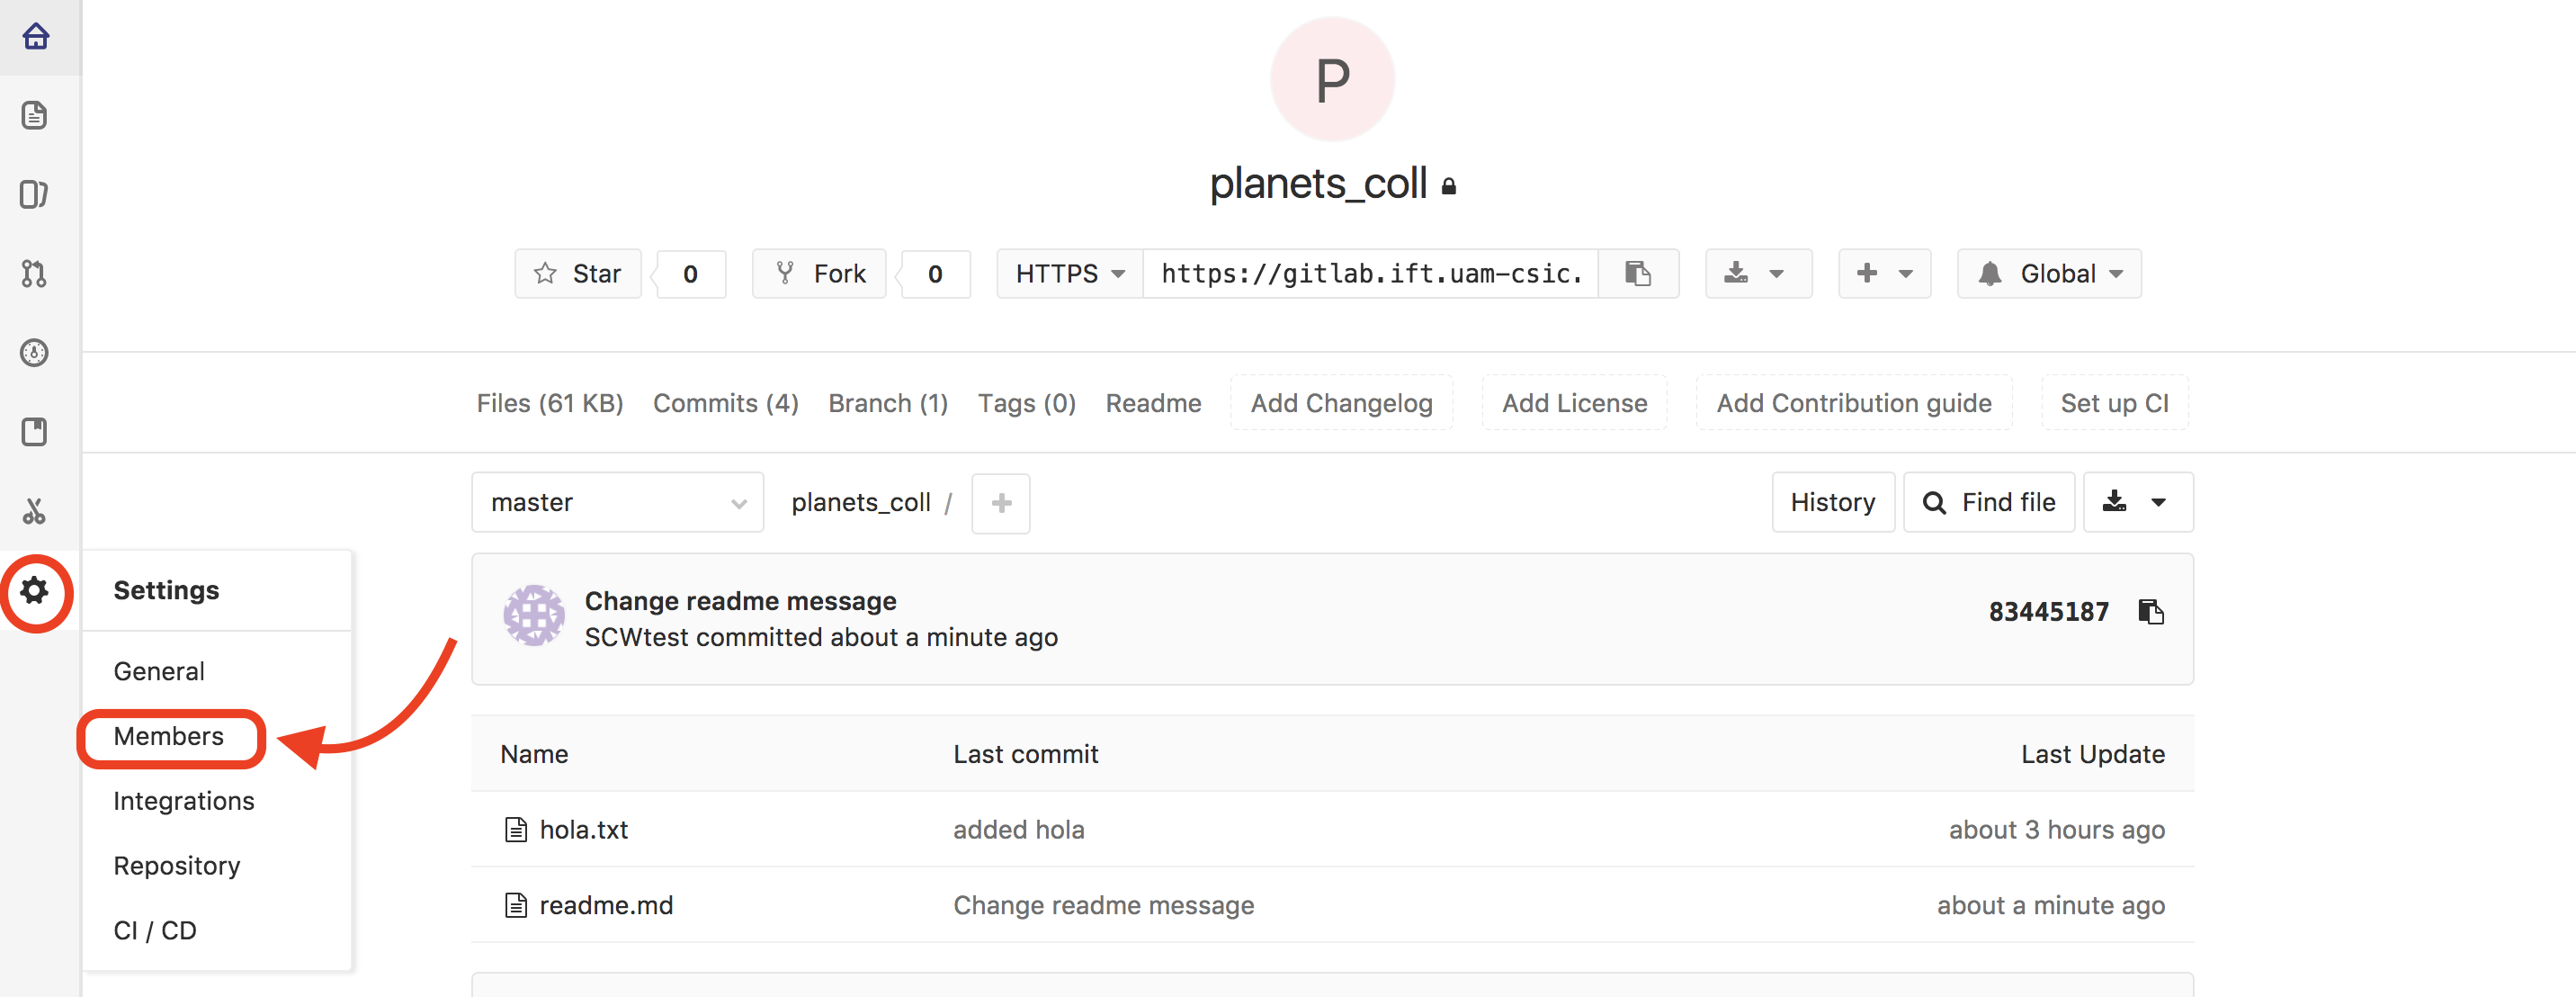 P
planets_coll
Star 0 Fork 0 HTTPS https://gitlab.ift.uam-csic. Global
Files (61 KB) Commits (4) Branch (1) Tags (0) Readme Add Changelog Add License Add Contribution guide Set up CI
master planets_coll / History Find file
Settings
General
Members
Integrations
Repository
CI / CD
Change readme message
SCWtest committed about a minute ago
83445187
Name Last commit Last Update
hola.txt added hola about 3 hours ago
readme.md Change readme message about a minute ago